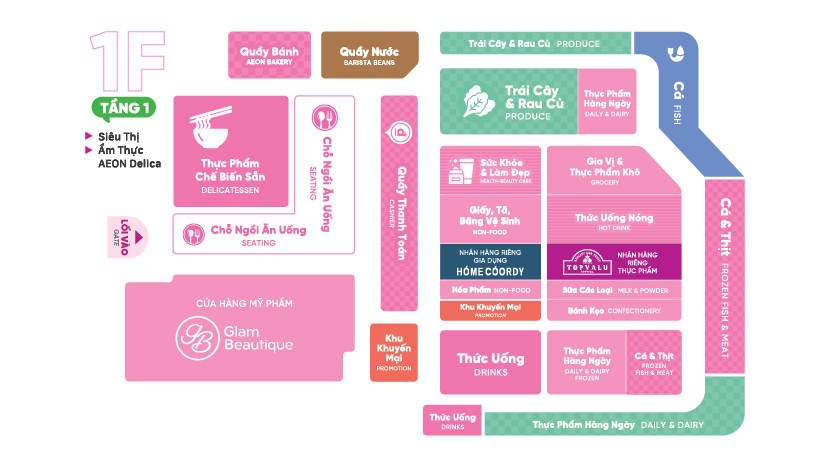 1F
TẦNG 1
Siêu Thị
Ẩm Thực
AEON Delica
LỐI VÀO
GATE
Quầy Bánh
AEON BAKERY
Quầy Nước
BARISTA BEANS
Thực Phẩm
Chế Biến Sẵn
DELICATESSEN
Chỗ Ngồi Ăn Uống
SEATING
Chỗ Ngồi Ăn Uống
SEATING
Quầy Thanh Toán
CASHIER
CỬA HÀNG MỸ PHẨM
GB
Glam
Beautique
Khu
Khuyến
Mại
PROMOTION
Trái Cây & Rau Củ PRODUCE
Cá FISH
Trái Cây
& Rau Củ
PRODUCE
Thực Phẩm
Hàng Ngày
DAILY & DAIRY
Sức Khỏe
& Làm Đẹp
HEALTH-BEAUTY CARE
Gia Vị &
Thực Phẩm Khô
GROCERY
Giấy, Tã,
Băng Vệ Sinh
NON-FOOD
Thức Uống Nóng
HOT DRINK
NHÃN HÀNG RIÊNG
GIA DỤNG
HÓME CÓORDY
TOPVALU
NHÃN HÀNG
RIÊNG
THỰC PHẨM
Hóa Phẩm NON-FOOD
Sữa Các Loại MILK & POWDER
Khu Khuyến Mại
PROMOTION
Bánh Kẹo CONFECTIONERY
Cá & Thịt FROZEN FISH & MEAT
Thức Uống
DRINKS
Thực Phẩm
Hàng Ngày
DAILY & DAIRY
FROZEN
Cá & Thịt
FROZEN
FISH & MEAT
Thức Uống
DRINKS
Thực Phẩm Hàng Ngày DAILY & DAIRY